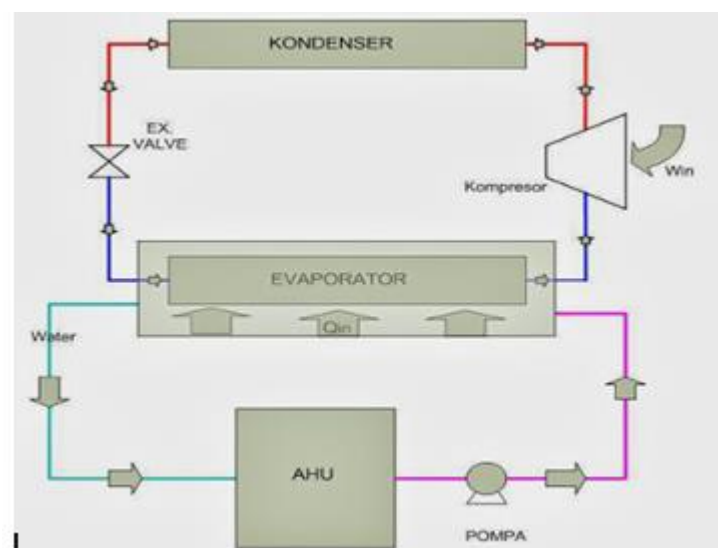 KONDENSER
EX.
VALVE
Kompresor
Win
EVAPORATOR
Qin
Water
AHU
POMPA